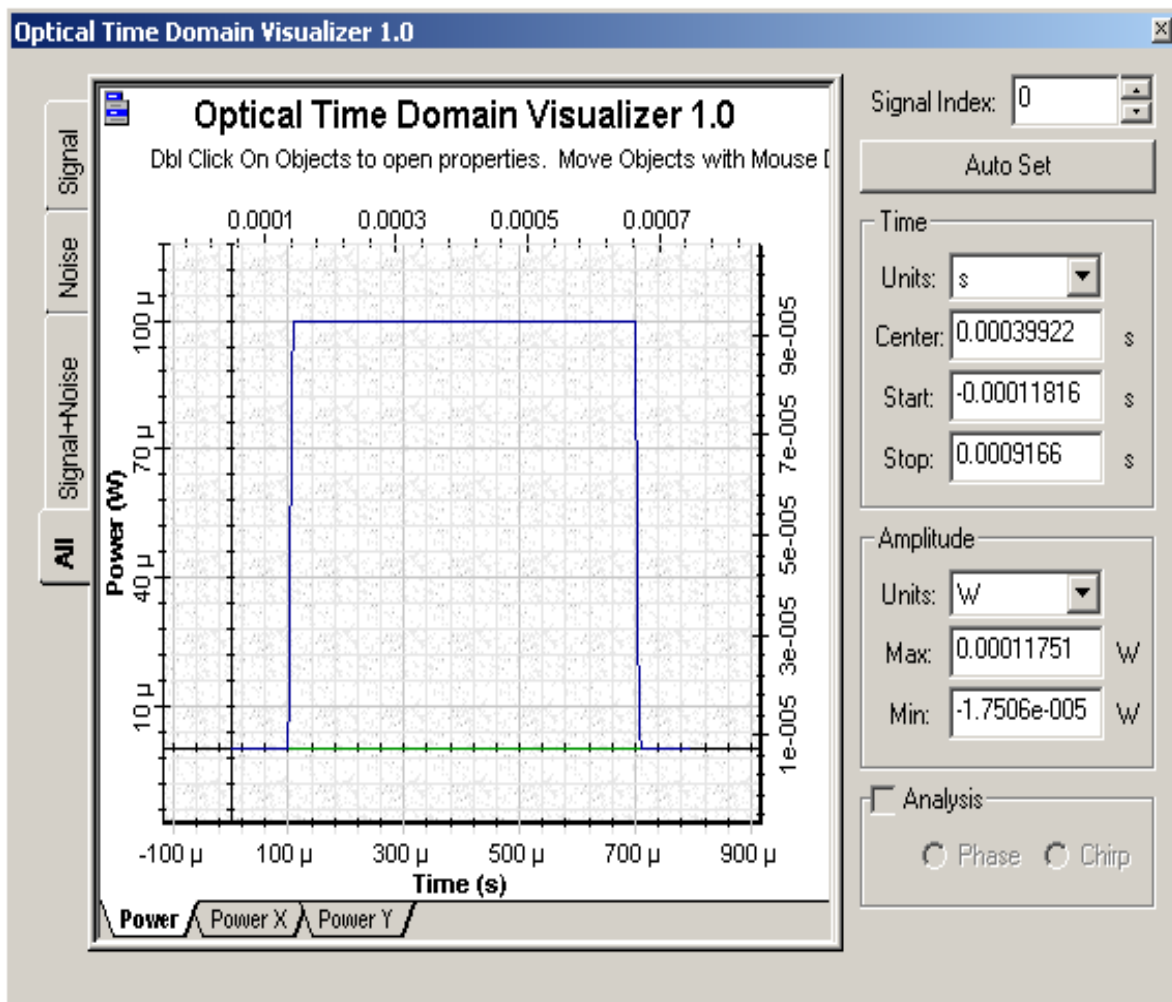 Optical Time Domain Visualizer 1.0
Signal
Noise
Signal+Noise
All
Optical Time Domain Visualizer 1.0
Dbl Click On Objects to open properties. Move Objects with Mouse D
0.0001 0.0003 0.0005 0.0007
Power (W)
100 µ
70 µ
40 µ
10 µ
9e-005
7e-005
5e-005
3e-005
1e-005
-100 µ 100 µ 300 µ 500 µ 700 µ 900 µ
Time (s)
Power Power X Power Y
Signal Index: 0
Auto Set
Time
Units: s
Center: 0.00039922 s
Start: -0.00011816 s
Stop: 0.0009166 s
Amplitude
Units: W
Max: 0.00011751 W
Min: -1.7506e-005 W
Analysis
Phase Chirp